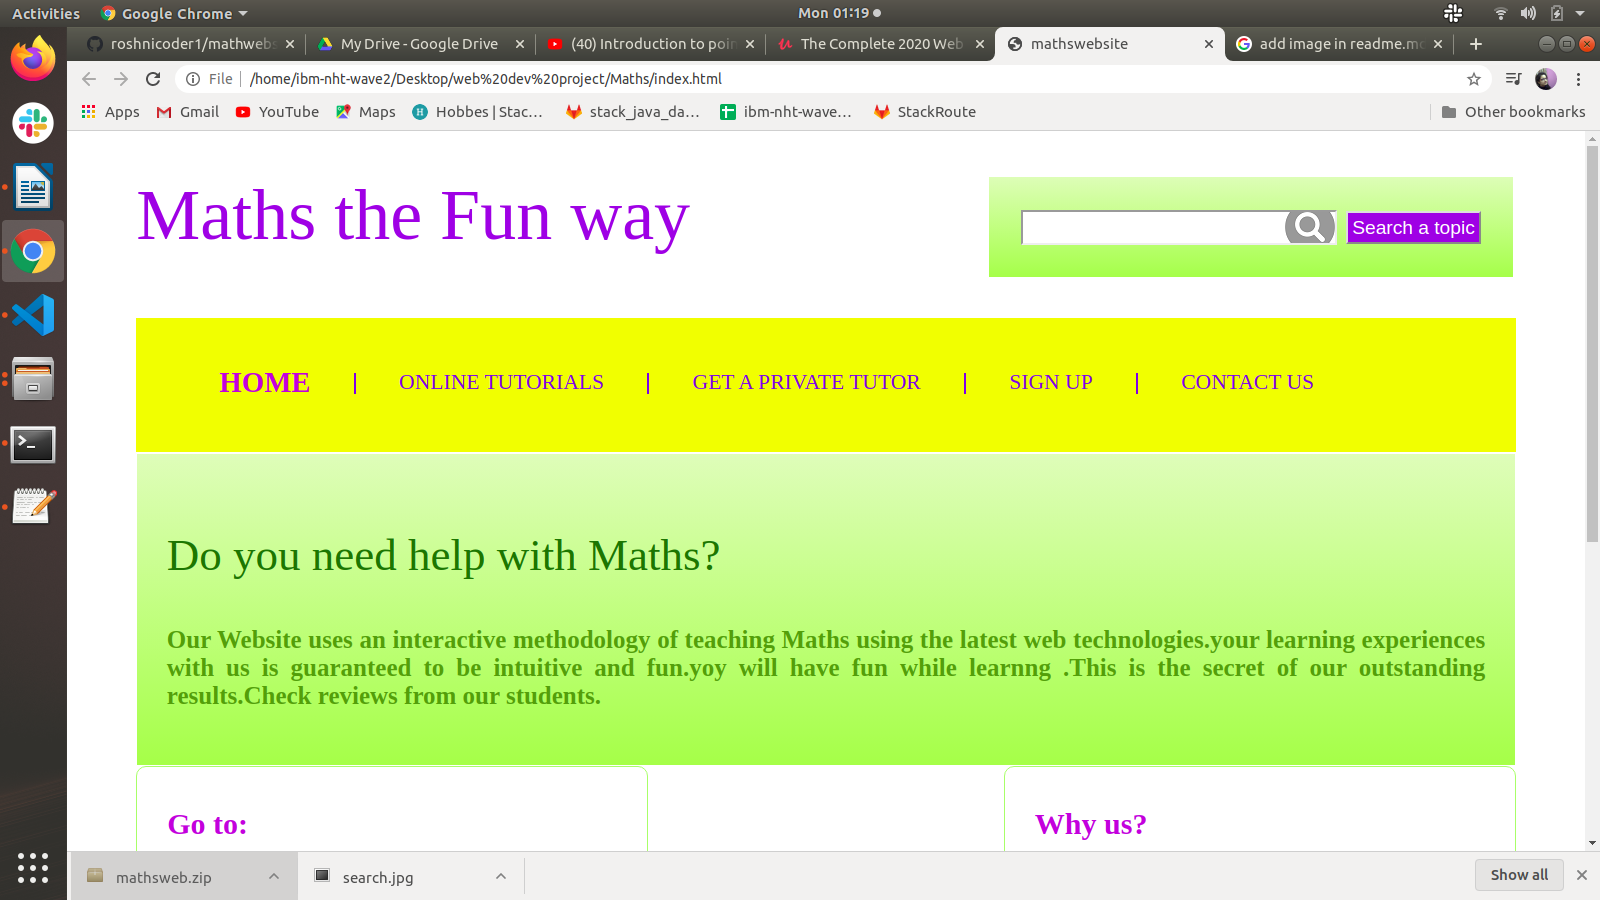 Activities
Google Chrome
Mon 01:19
roshnicoder1/mathwebs
My Drive - Google Drive
(40) Introduction to poin
The Complete 2020 Web
mathswebsite
add image in readme.mc
File
/home/ibm-nht-wave2/Desktop/web%20dev%20project/Maths/index.html
Apps
Gmail
YouTube
Maps
Hobbes | Stac...
stack_java_da...
ibm-nht-wave...
StackRoute
Other bookmarks
Maths the Fun way
Search a topic
HOME | ONLINE TUTORIALS | GET A PRIVATE TUTOR | SIGN UP | CONTACT US
Do you need help with Maths?
Our Website uses an interactive methodology of teaching Maths using the latest web technologies.your learning experiences
with us is guaranteed to be intuitive and fun.yoy will have fun while learnng .This is the secret of our outstanding
results.Check reviews from our students.
Go to:
Why us?
mathsweb.zip
search.jpg
Show all